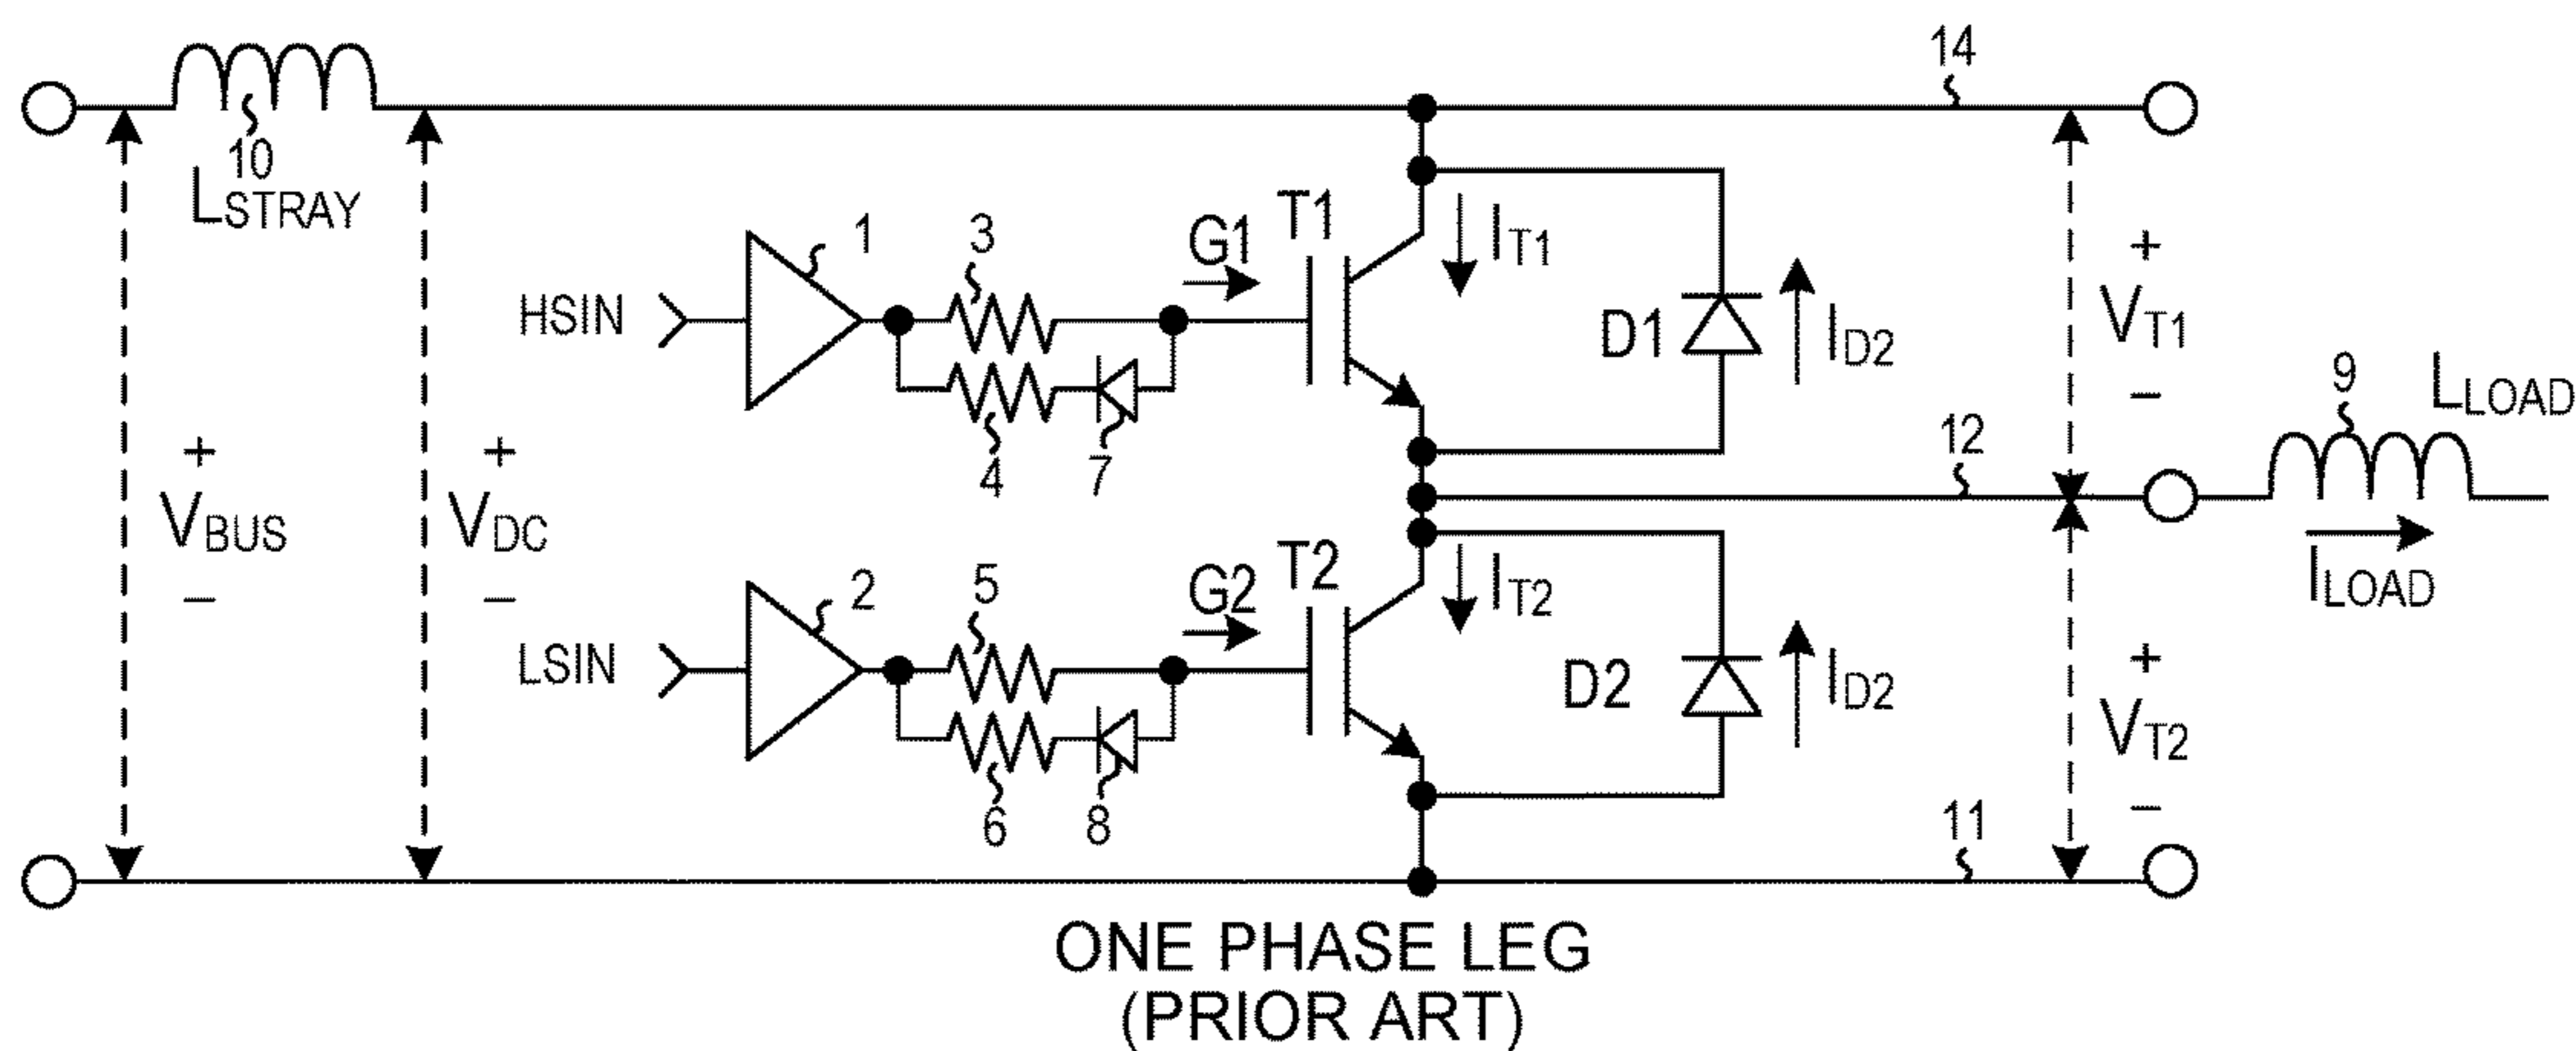 14
10
LSTRAY
1
3
G1
T1
IT1
+
VT1
−
HSIN
D1
ID2
4
7
9
LLOAD
+
VBUS
−
+
VDC
−
12
ILOAD
2
5
G2
T2
IT2
LSIN
D2
ID2
+
VT2
−
6
8
11
ONE PHASE LEG
(PRIOR ART)